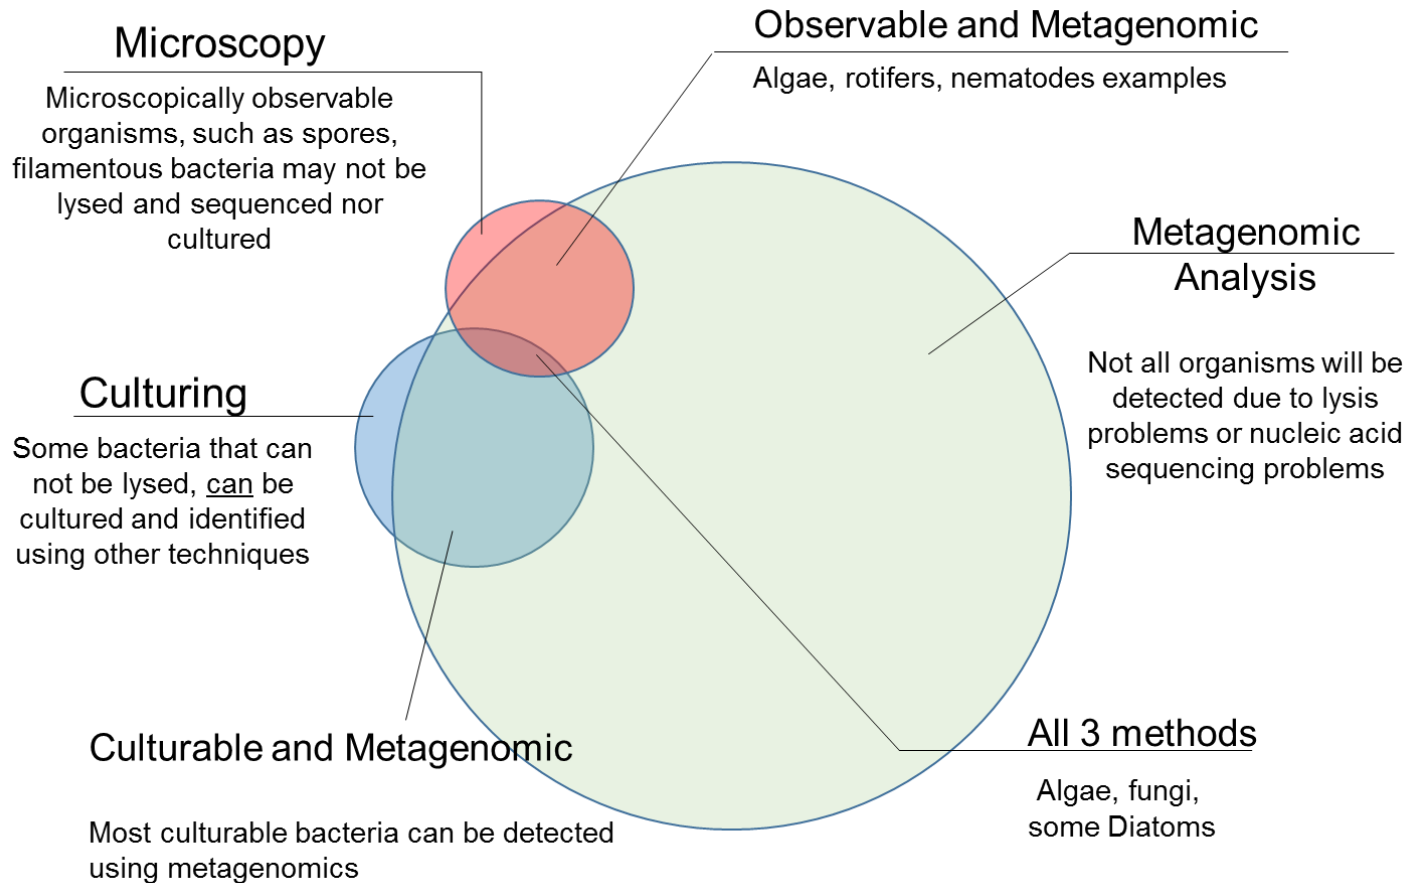 Microscopy
Microscopically observable
organisms, such as spores,
filamentous bacteria may not be
lysed and sequenced nor
cultured
Observable and Metagenomic
Algae, rotifers, nematodes examples
Metagenomic
Analysis
Not all organisms will be
detected due to lysis
problems or nucleic acid
sequencing problems
Culturing
Some bacteria that can
not be lysed, can be
cultured and identified
using other techniques
Culturable and Metagenomic
Most culturable bacteria can be detected
using metagenomics
All 3 methods
Algae, fungi,
some Diatoms